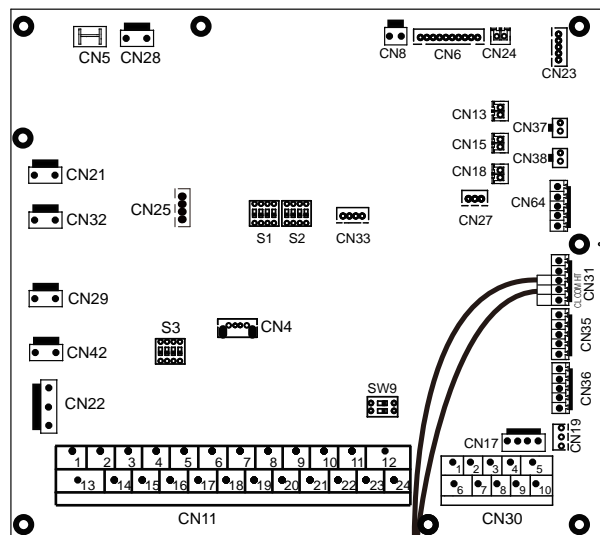 CN5
CN28
CN8
CN6
CN24
CN23
CN13
CN15
CN18
CN37
CN38
CN21
CN32
CN25
S1
S2
CN33
CN27
CN64
CN29
CN42
S3
CN4
CL COM HT
CN31
CN35
CN36
CN22
SW9
CN17
CN19
1 2 3 4 5 6 7 8 9 10 11 12
13 14 15 16 17 18 19 20 21 22 23 24
CN11
1 2 3 4 5
6 7 8 9 10
CN30